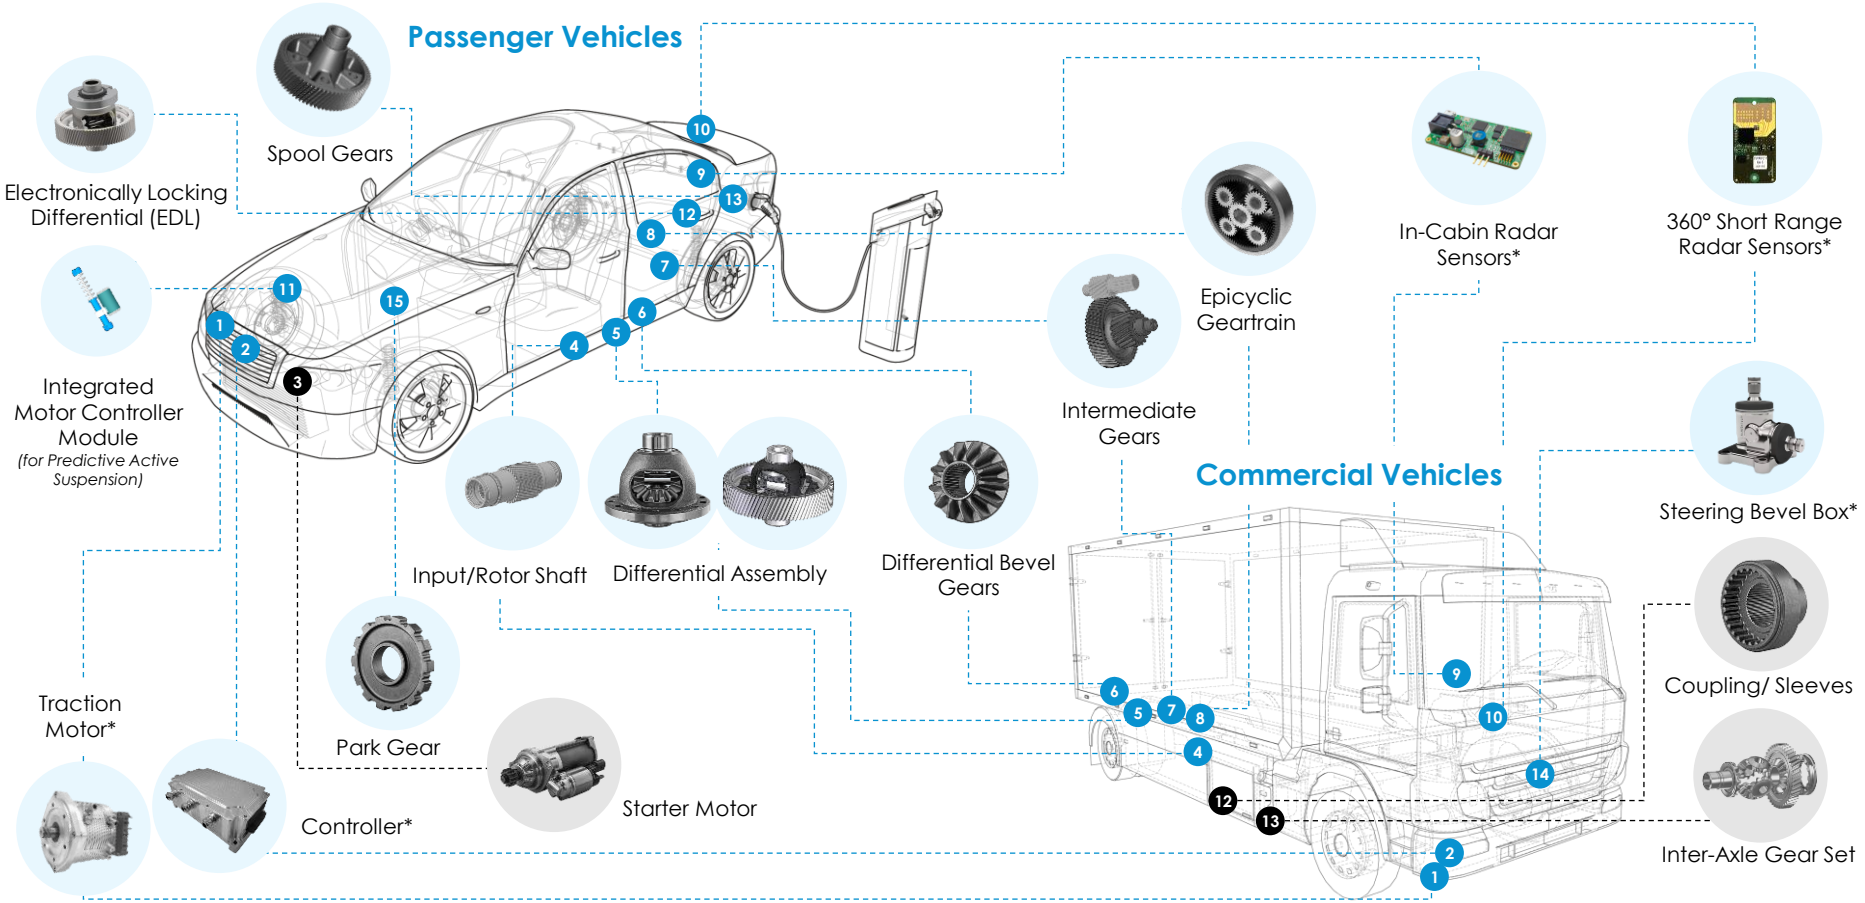 Passenger Vehicles
Spool Gears
Electronically Locking
Differential (EDL)
Integrated
Motor Controller
Module
(for Predictive Active
Suspension)
In-Cabin Radar
Sensors*
360° Short Range
Radar Sensors*
Epicyclic
Geartrain
Intermediate
Gears
10
9
13
12
8
7
6
5
4
11
15
1
2
3
Commercial Vehicles
Steering Bevel Box*
Input/Rotor Shaft
Differential Assembly
Differential Bevel
Gears
Coupling/ Sleeves
Traction
Motor*
Park Gear
Starter Motor
Controller*
Inter-Axle Gear Set
9
6
5
7
8
10
4
14
12
13
2
1